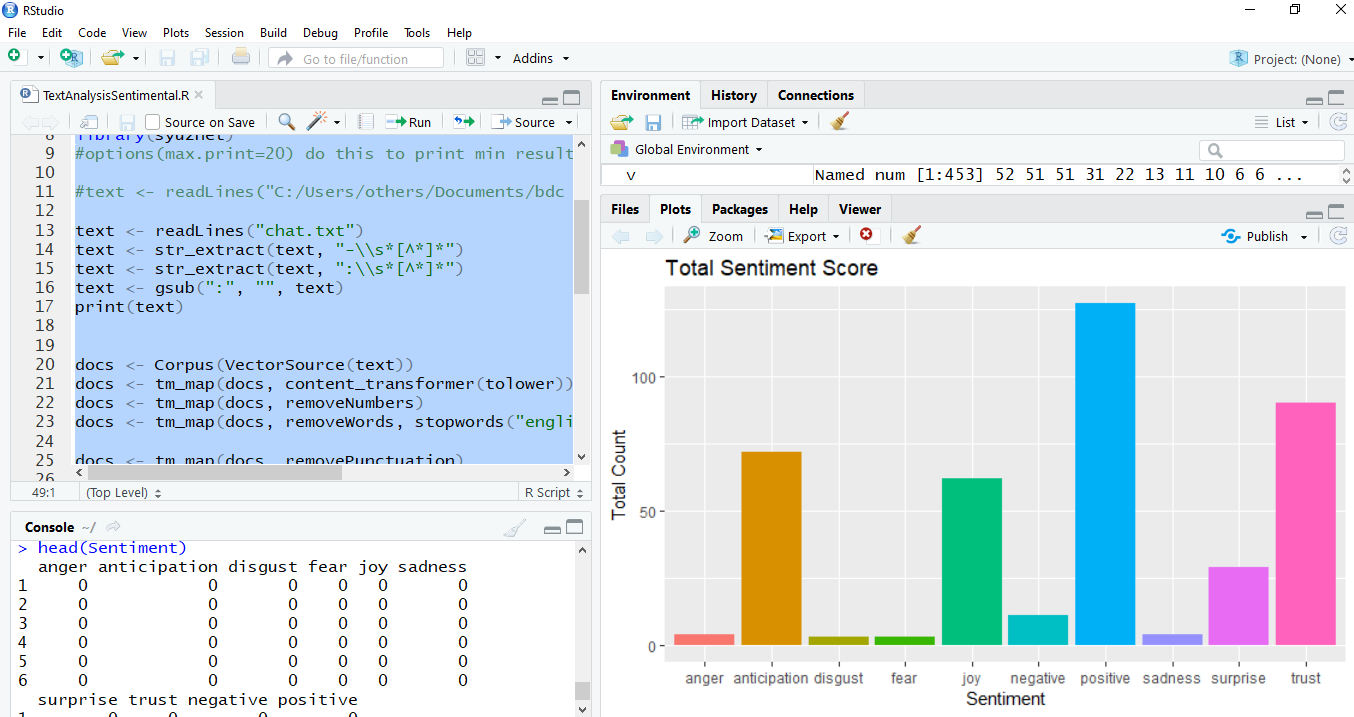 RStudio
File Edit Code View Plots Session Build Debug Profile Tools Help
Go to file/function Addins Project: (None)
TextAnalysisSentimental.R
Source on Save Run Source
8 library(syuzhet)
9 #options(max.print=20) do this to print min result
10
11 #text <- readLines("C:/Users/others/Documents/bdc
12
13 text <- readLines("chat.txt")
14 text <- str_extract(text, "-\\s*[^*]*")
15 text <- str_extract(text, ":\\s*[^*]*")
16 text <- gsub(":", "", text)
17 print(text)
18
19
20 docs <- Corpus(VectorSource(text))
21 docs <- tm_map(docs, content_transformer(tolower))
22 docs <- tm_map(docs, removeNumbers)
23 docs <- tm_map(docs, removeWords, stopwords("engli
24
25 docs <- tm_map(docs, removePunctuation)
26
49:1 (Top Level) R Script
Console ~/
> head(Sentiment)
anger anticipation disgust fear joy sadness
1 0 0 0 0 0 0
2 0 0 0 0 0 0
3 0 0 0 0 0 0
4 0 0 0 0 0 0
5 0 0 0 0 0 0
6 0 0 0 0 0 0
surprise trust negative positive
1 0 0 0 0
Environment History Connections
Import Dataset List
Global Environment
v Named num [1:453] 52 51 51 31 22 13 11 10 6 6 ...
Files Plots Packages Help Viewer
Zoom Export Publish
Total Sentiment Score
Total Count
100
50
0
anger anticipation disgust fear joy negative positive sadness surprise trust
Sentiment